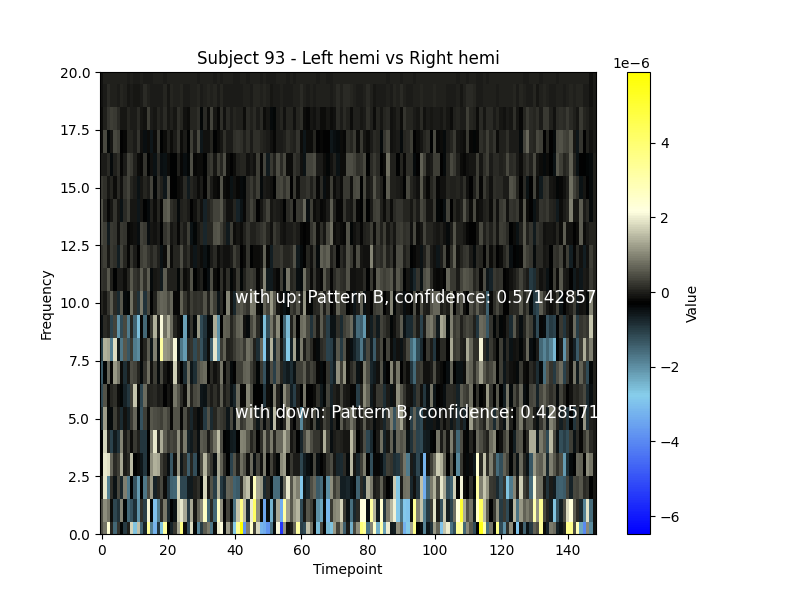 Subject 93 - Left hemi vs Right hemi
1e−6
20.0
17.5
15.0
12.5
10.0
7.5
5.0
2.5
0.0
Frequency
with up: Pattern B, confidence: 0.57142857
with down: Pattern B, confidence: 0.428571
0 20 40 60 80 100 120 140
Timepoint
4
2
0
−2
−4
−6
Value